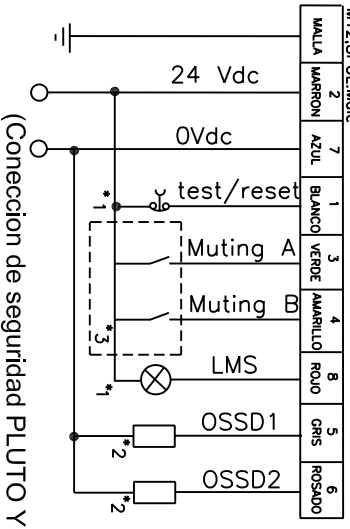 MALLA
2 MARRON
7 AZUL
1 BLANCO
3 VERDE
4 AMARILLO
8 ROJO
5 GRIS
6 ROSADO
24 Vdc
0Vdc
test/reset
*1
Muting A
Muting B
*3
LMS
*1
OSSD1
*2
OSSD2
*2
(Coneccion de seguridad PLUTO Y